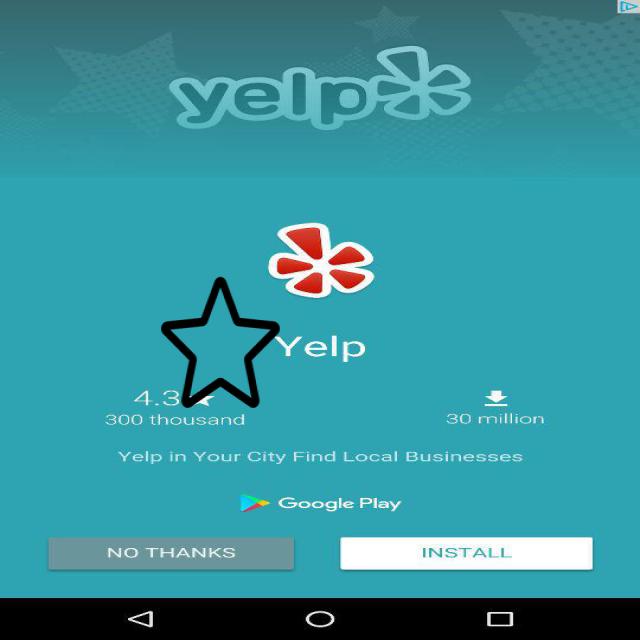 yelp
Yelp
4.3
300 thousand
30 million
Yelp in Your City Find Local Businesses
Google Play
NO THANKS
INSTALL